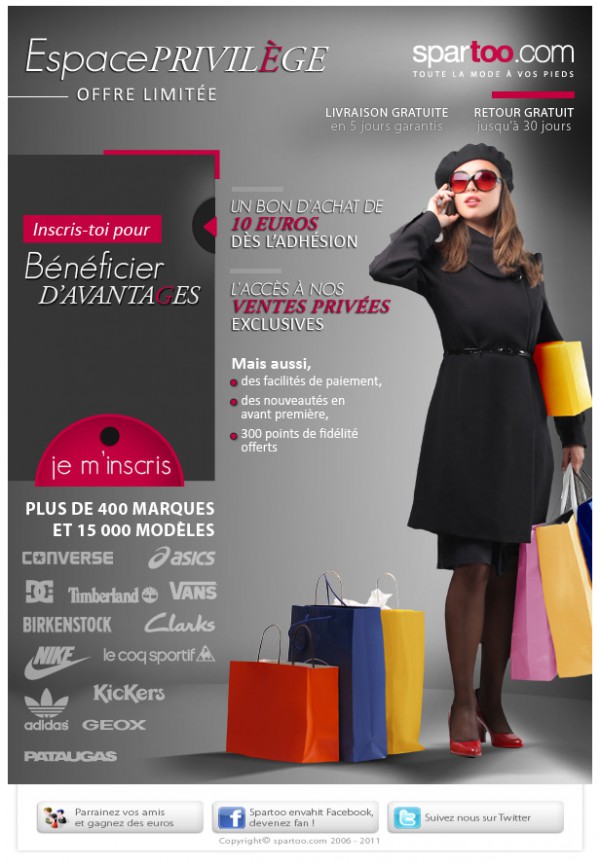 EspacePRIVILÈGE
OFFRE LIMITÉE
spartoo.com
TOUTE LA MODE À VOS PIEDS
LIVRAISON GRATUITE
en 5 jours garantis
RETOUR GRATUIT
jusqu'à 30 jours
Inscris-toi pour
Bénéficier
D'AVANTAGES
je m'inscris
UN BON D'ACHAT DE
10 EUROS
DÈS L'ADHÉSION
L'ACCÈS À NOS
VENTES PRIVÉES
EXCLUSIVES
Mais aussi,
des facilités de paiement,
des nouveautés en
avant première,
300 points de fidélité
offerts
PLUS DE 400 MARQUES
ET 15 000 MODÈLES
CONVERSE
asics
DC
Timberland
VANS
BIRKENSTOCK
Clarks
NIKE
le coq sportif
adidas
KicKers
GEOX
PATAUGAS
Parrainez vos amis
et gagnez des euros
Spartoo envahit Facebook,
devenez fan !
Suivez nous sur Twitter
Copyright© spartoo.com 2006 - 2011